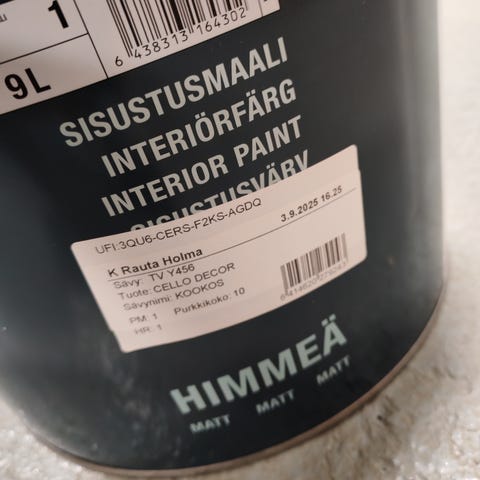 1
9L
6 438313 164302
SISUSTUSMAALI
INTERIÖRFÄRG
INTERIOR PAINT
SISUSTUSVÄRV
UFI:3QU6-CERS-F2KS-AGDQ
3.9.2025 16.25
K Rauta Holma
Sävy: TV Y456
Tuote: CELLO DECOR
Sävynimi: KOOKOS
PM: 1 Purkkikoko: 10
HR: 1
HIMMEÄ
MATT MATT MATT